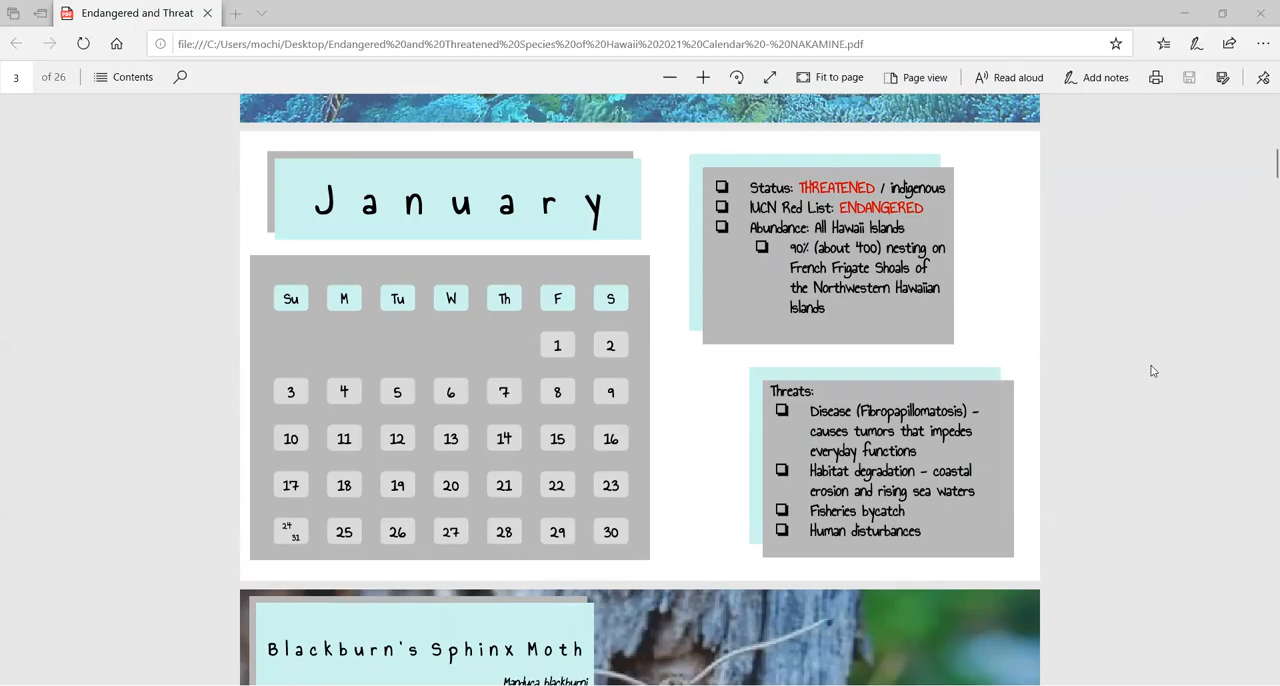 Endangered and Threat
file:///C:/Users/mochi/Desktop/Endangered%20and%20Threatened%20Species%20of%20Hawaii%202021%20Calendar%20-%20NAKAMINE.pdf
3 of 26 Contents Fit to page Page view Read aloud Add notes
January
Su M Tu W Th F S
1 2
3 4 5 6 7 8 9
10 11 12 13 14 15 16
17 18 19 20 21 22 23
24 31 25 26 27 28 29 30
Status: THREATENED / indigenous
IUCN Red List: ENDANGERED
Abundance: All Hawaii Islands
90% (about 400) nesting on
French Frigate Shoals of
the Northwestern Hawaiian
Islands
Threats:
Disease (Fibropapillomatosis) -
causes tumors that impedes
everyday functions
Habitat degradation - coastal
erosion and rising sea waters
Fisheries bycatch
Human disturbances
Blackburn's Sphinx Moth
Manduca blackburni